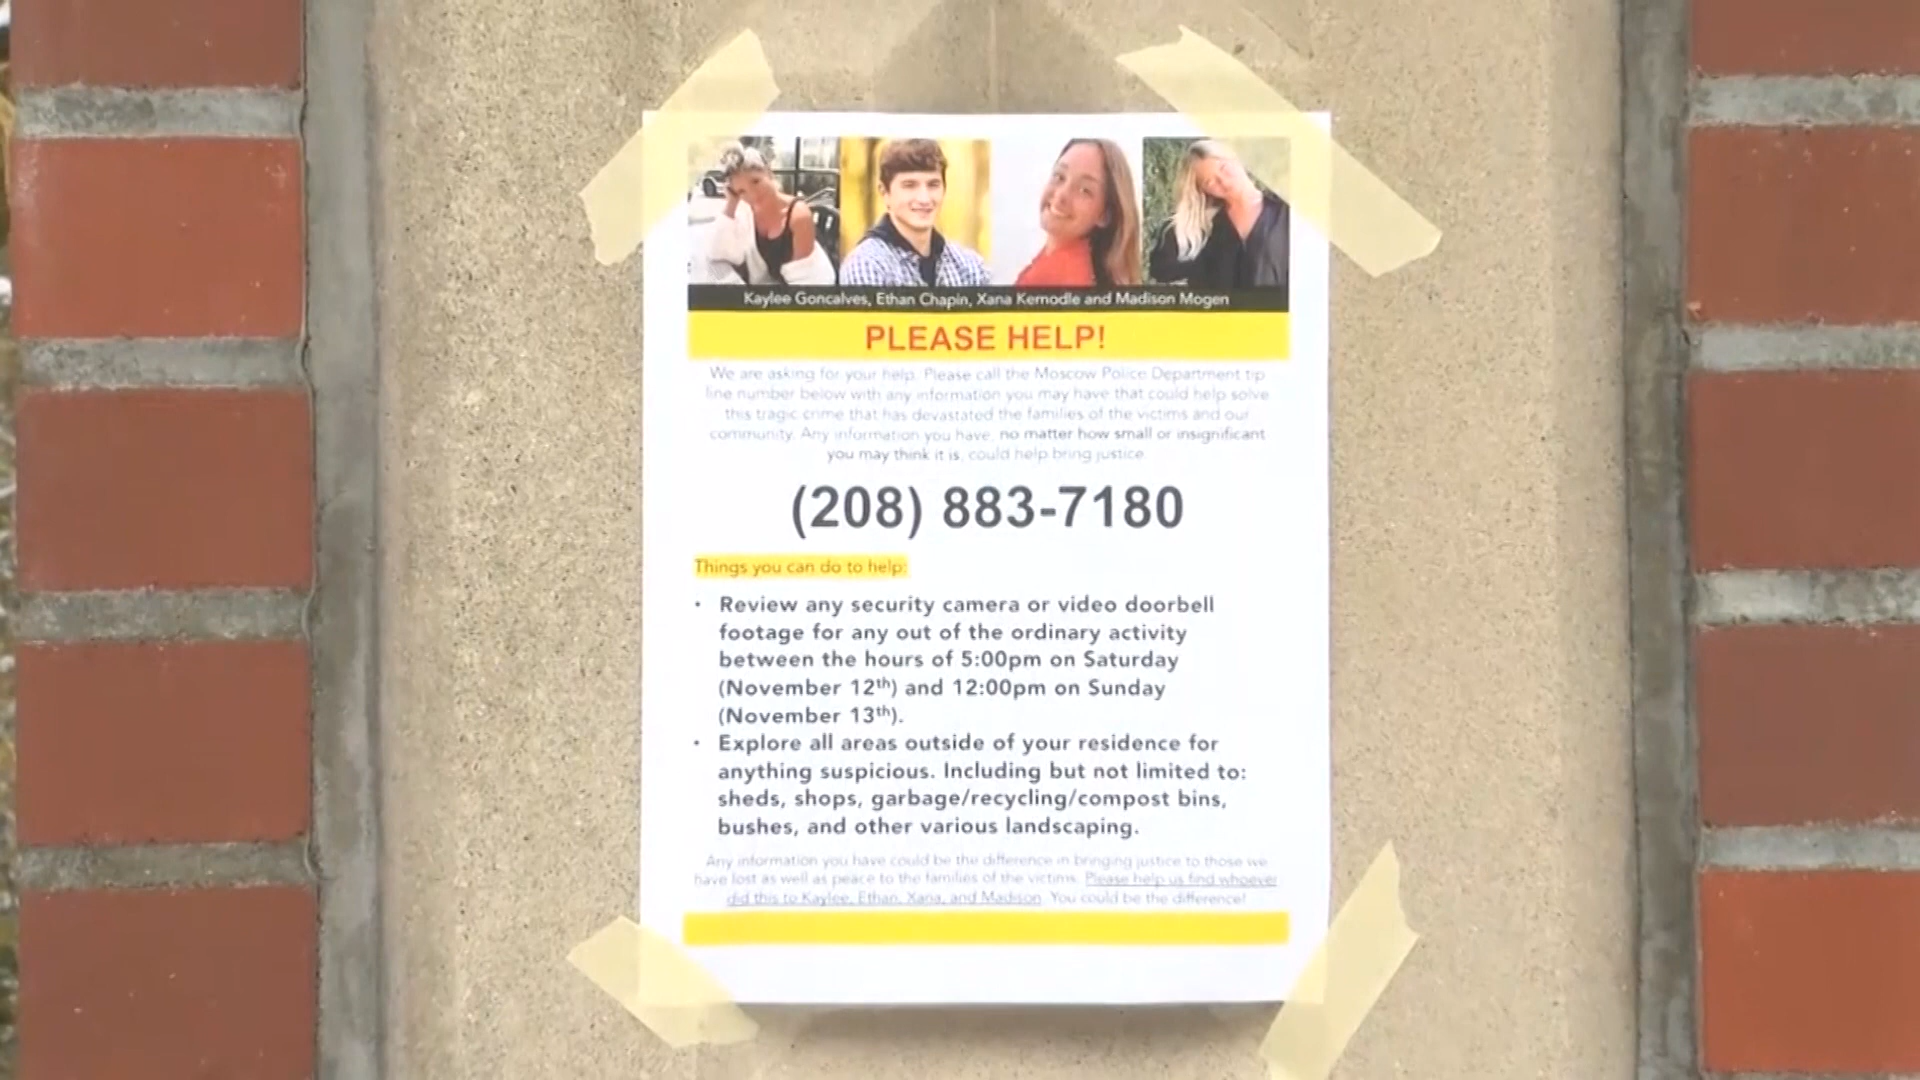 Kaylee Goncalves, Ethan Chapin, Xana Kernodle and Madison Mogen
PLEASE HELP!
We are asking for your help. Please call the Moscow Police Department tip
line number below with any information you may have that could help solve
this tragic crime that has devastated the families of the victims and our
community. Any information you have, no matter how small or insignificant
you may think it is, could help bring justice.
(208) 883-7180
Things you can do to help:
• Review any security camera or video doorbell
footage for any out of the ordinary activity
between the hours of 5:00pm on Saturday
(November 12th) and 12:00pm on Sunday
(November 13th).
• Explore all areas outside of your residence for
anything suspicious. Including but not limited to:
sheds, shops, garbage/recycling/compost bins,
bushes, and other various landscaping.
Any information you have could be the difference in bringing justice to those we
have lost as well as peace to the families of the victims. Please help us find whoever
did this to Kaylee, Ethan, Xana, and Madison. You could be the difference!